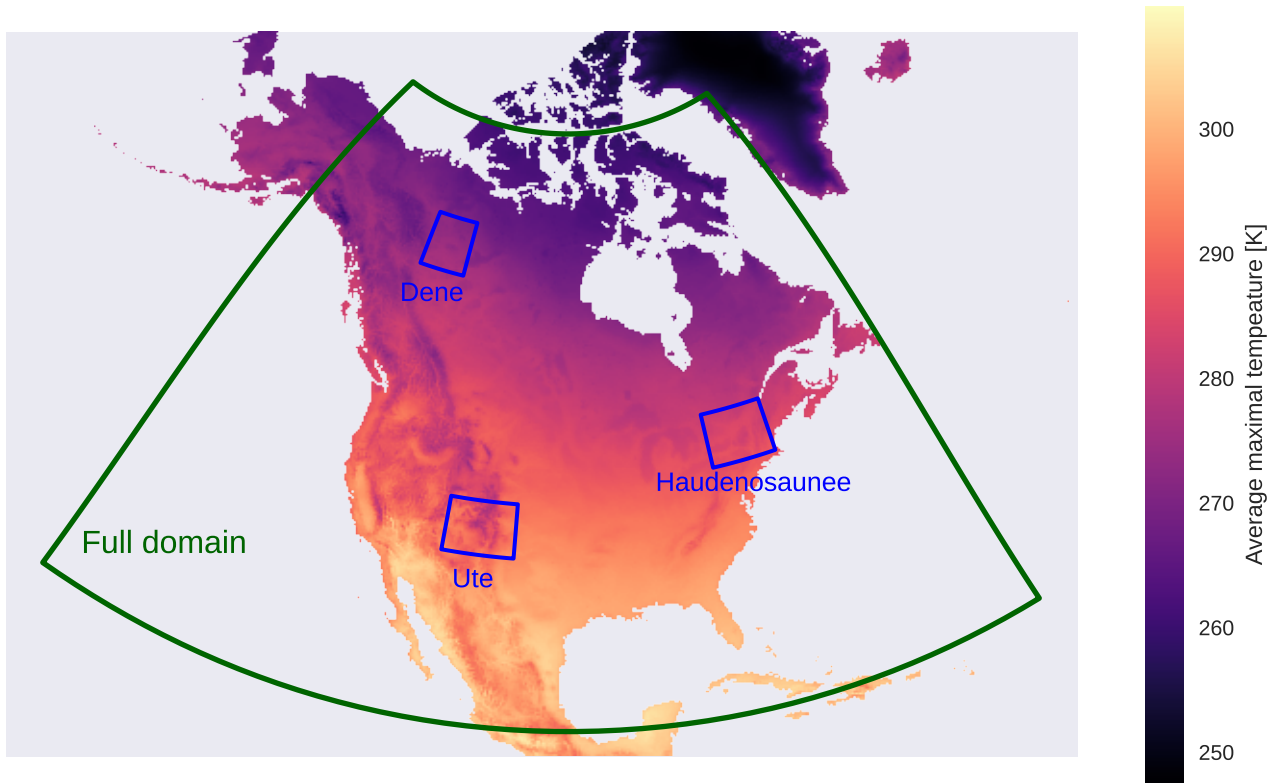 Dene
Haudenosaunee
Full domain
Ute
300
290
280
270
260
250
Average maximal tempeature [K]